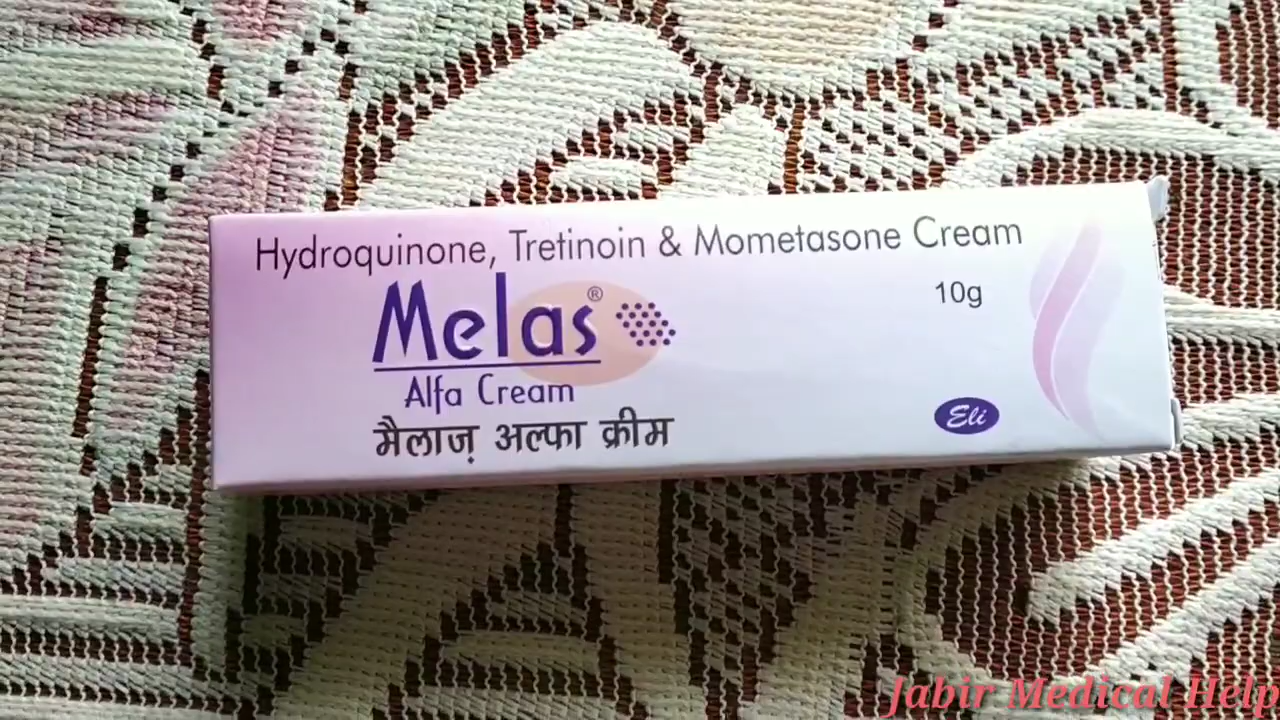 Hydroquinone, Tretinoin & Mometasone Cream
Melas®
10g
Alfa Cream
मैलाज़ अल्फा क्रीम
Eli
Jabir Medical Help